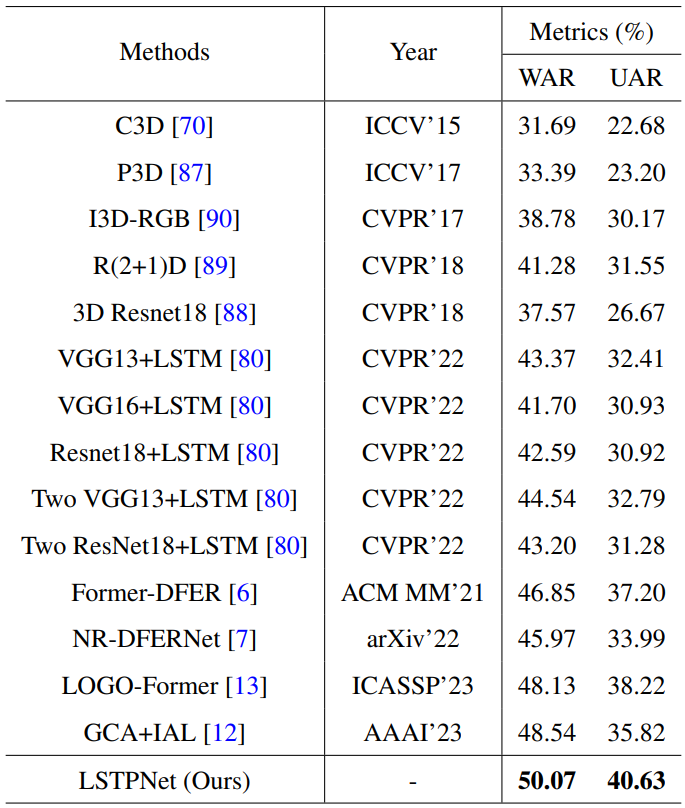 Methods Year Metrics (%)
WAR UAR
C3D [70] ICCV’15 31.69 22.68
P3D [87] ICCV’17 33.39 23.20
I3D-RGB [90] CVPR’17 38.78 30.17
R(2+1)D [89] CVPR’18 41.28 31.55
3D Resnet18 [88] CVPR’18 37.57 26.67
VGG13+LSTM [80] CVPR’22 43.37 32.41
VGG16+LSTM [80] CVPR’22 41.70 30.93
Resnet18+LSTM [80] CVPR’22 42.59 30.92
Two VGG13+LSTM [80] CVPR’22 44.54 32.79
Two ResNet18+LSTM [80] CVPR’22 43.20 31.28
Former-DFER [6] ACM MM’21 46.85 37.20
NR-DFERNet [7] arXiv’22 45.97 33.99
LOGO-Former [13] ICASSP’23 48.13 38.22
GCA+IAL [12] AAAI’23 48.54 35.82
LSTPNet (Ours) - 50.07 40.63